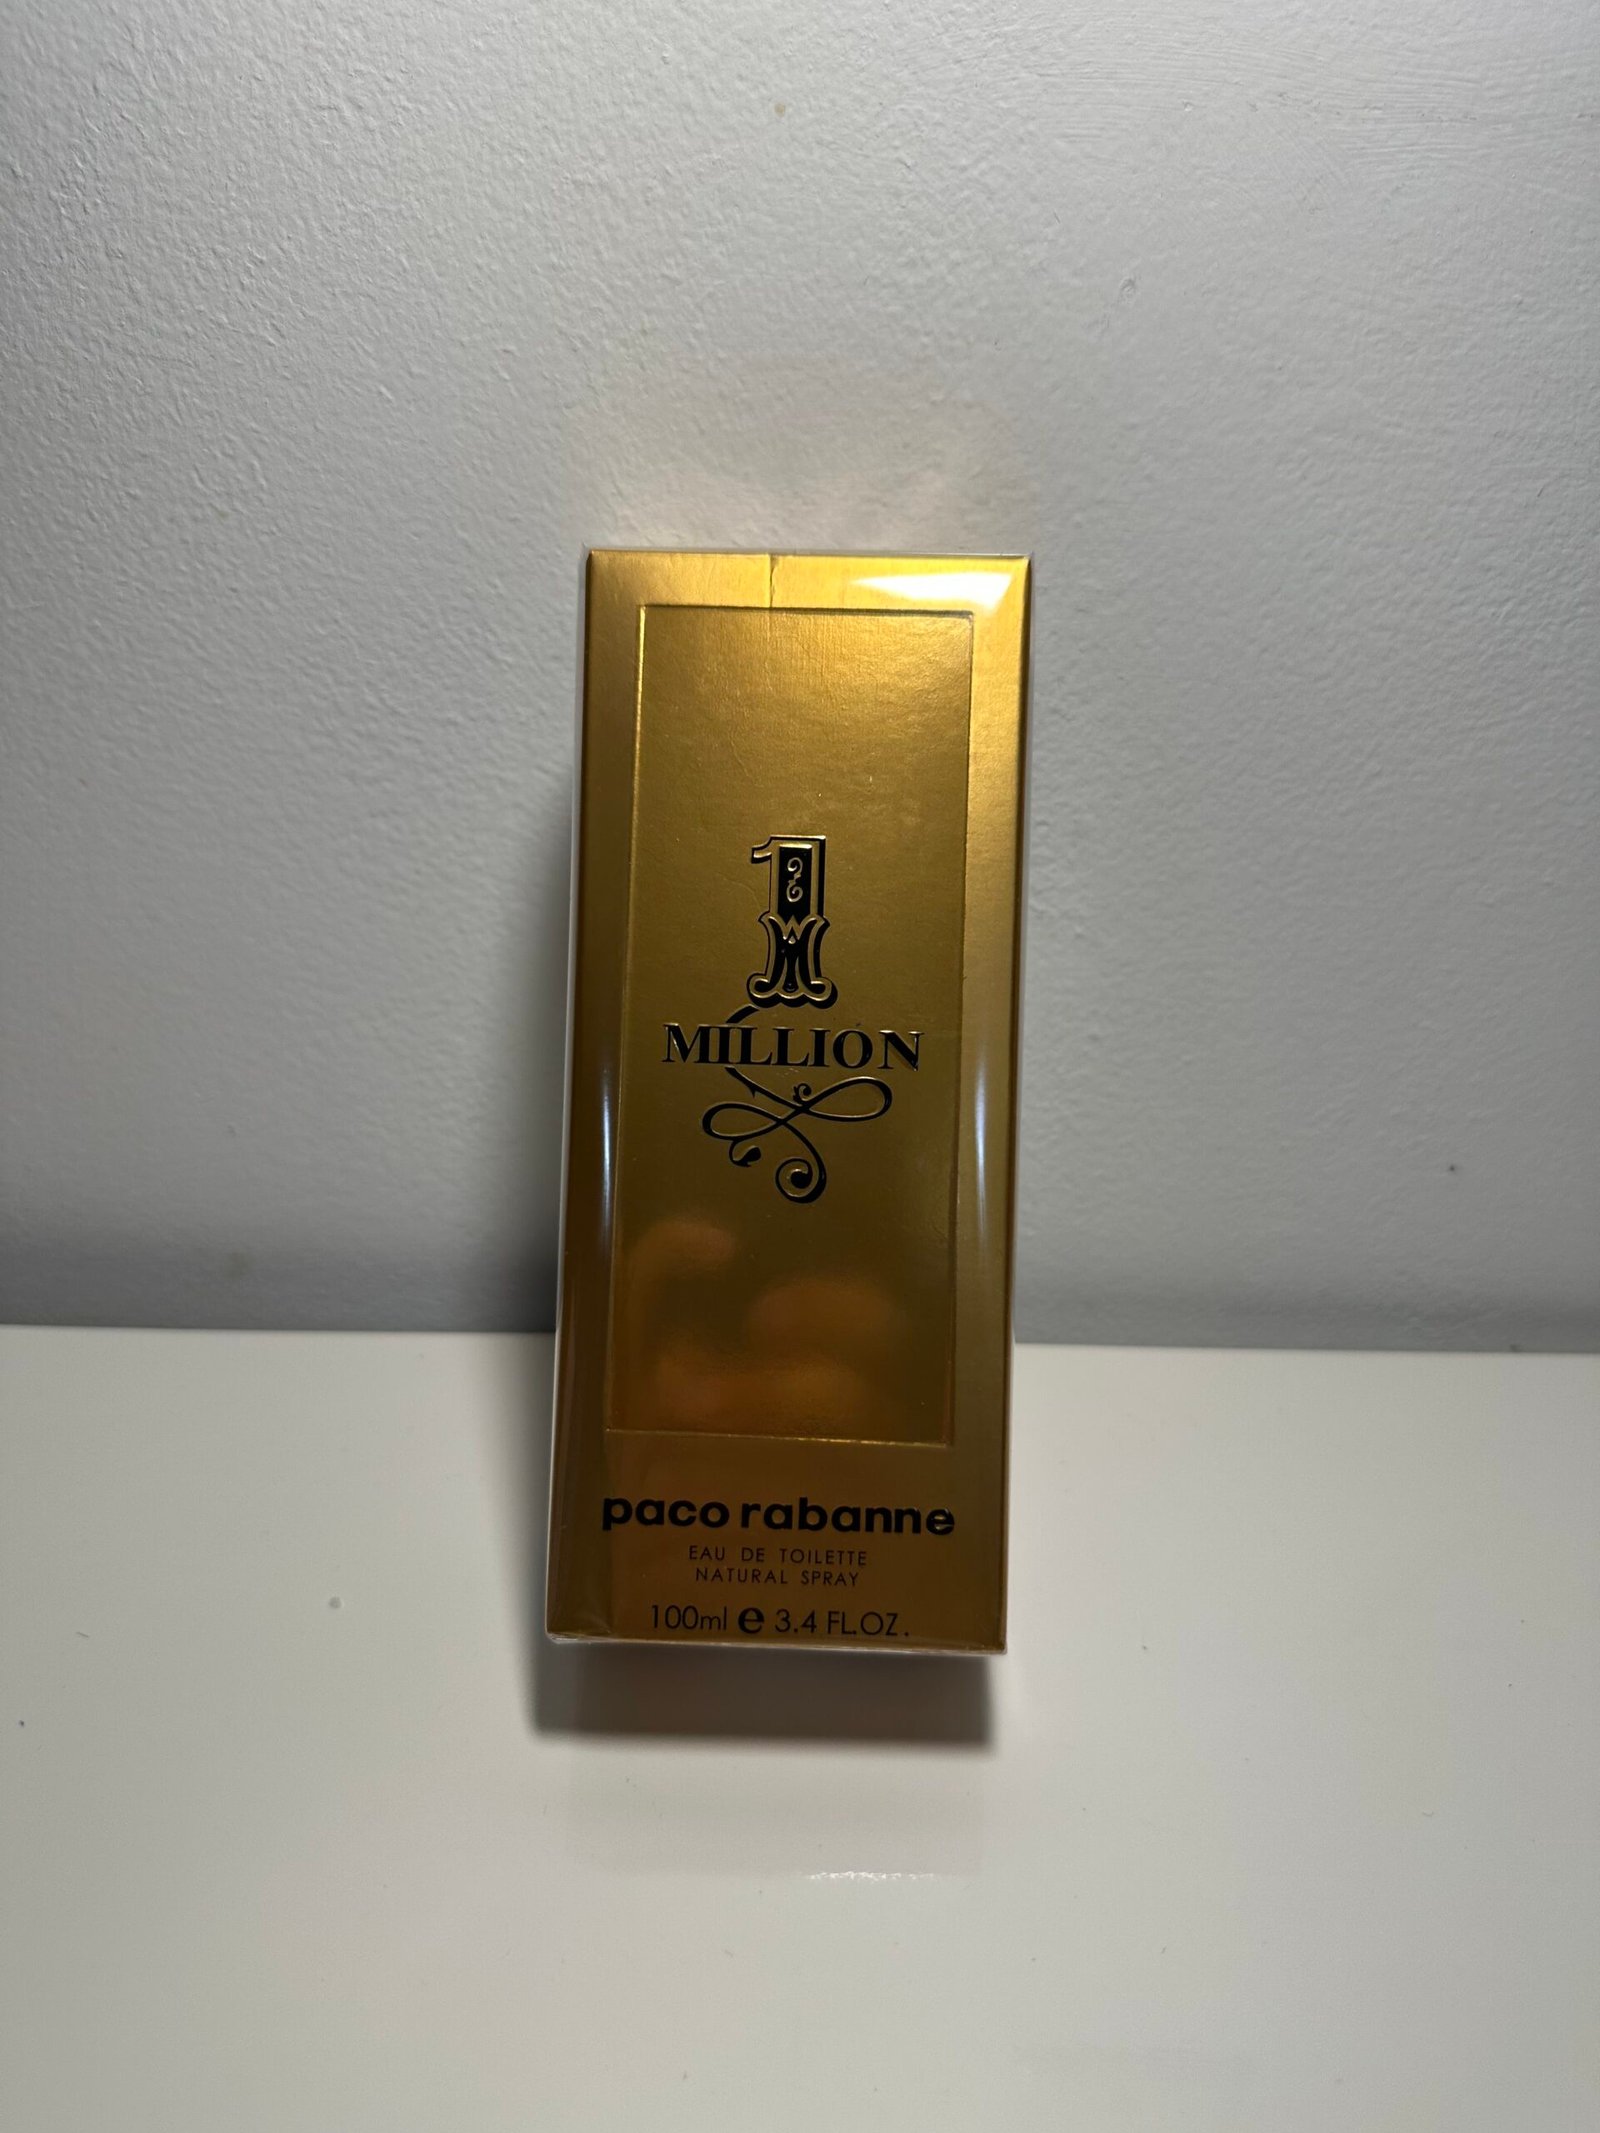 1
MILLION
paco rabanne
EAU DE TOILETTE
NATURAL SPRAY
100ml e 3.4 FL.OZ.